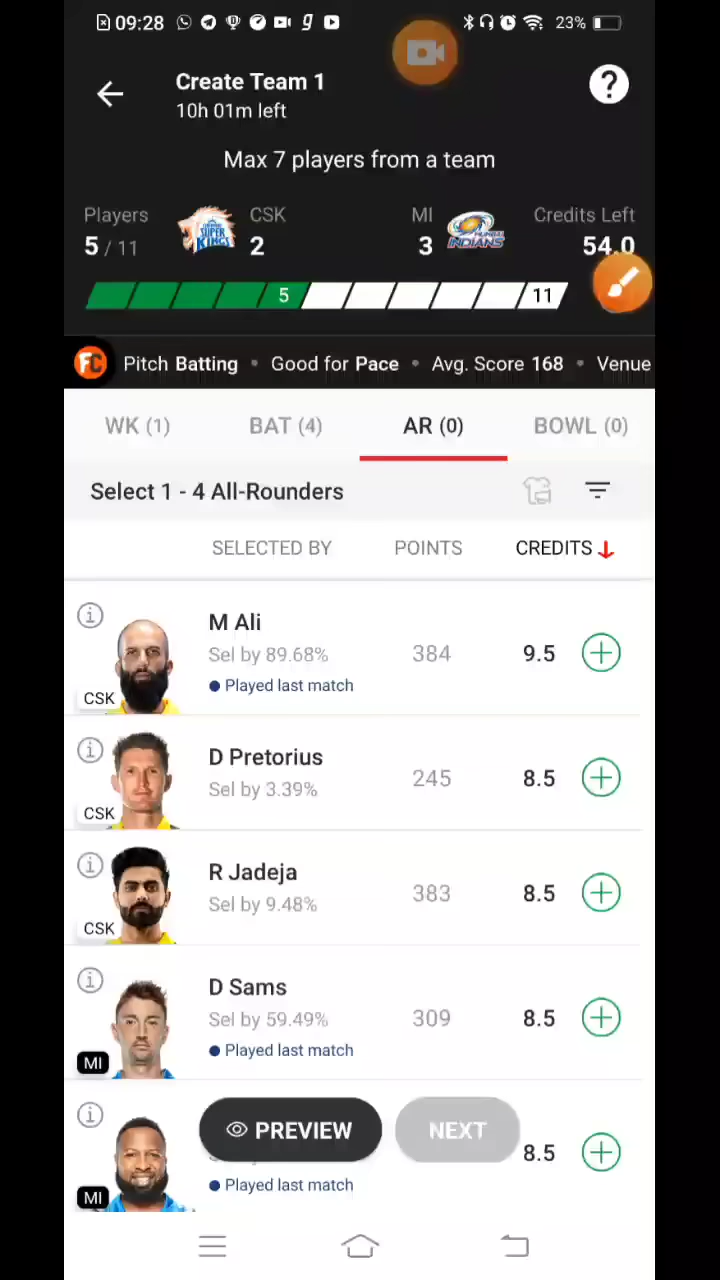 09:28 23%
Create Team 1
10h 01m left
?
Max 7 players from a team
Players CSK MI Credits Left
5 / 11 2 3 54.0
SUPER KINGS
INDIANS
5 11
FC Pitch Batting • Good for Pace • Avg. Score 168 • Venue
WK (1) BAT (4) AR (0) BOWL (0)
Select 1 - 4 All-Rounders
SELECTED BY POINTS CREDITS
M Ali
Sel by 89.68% 384 9.5
Played last match
CSK
D Pretorius
Sel by 3.39% 245 8.5
CSK
R Jadeja
Sel by 9.48% 383 8.5
CSK
D Sams
Sel by 59.49% 309 8.5
Played last match
MI
PREVIEW NEXT
8.5
Played last match
MI